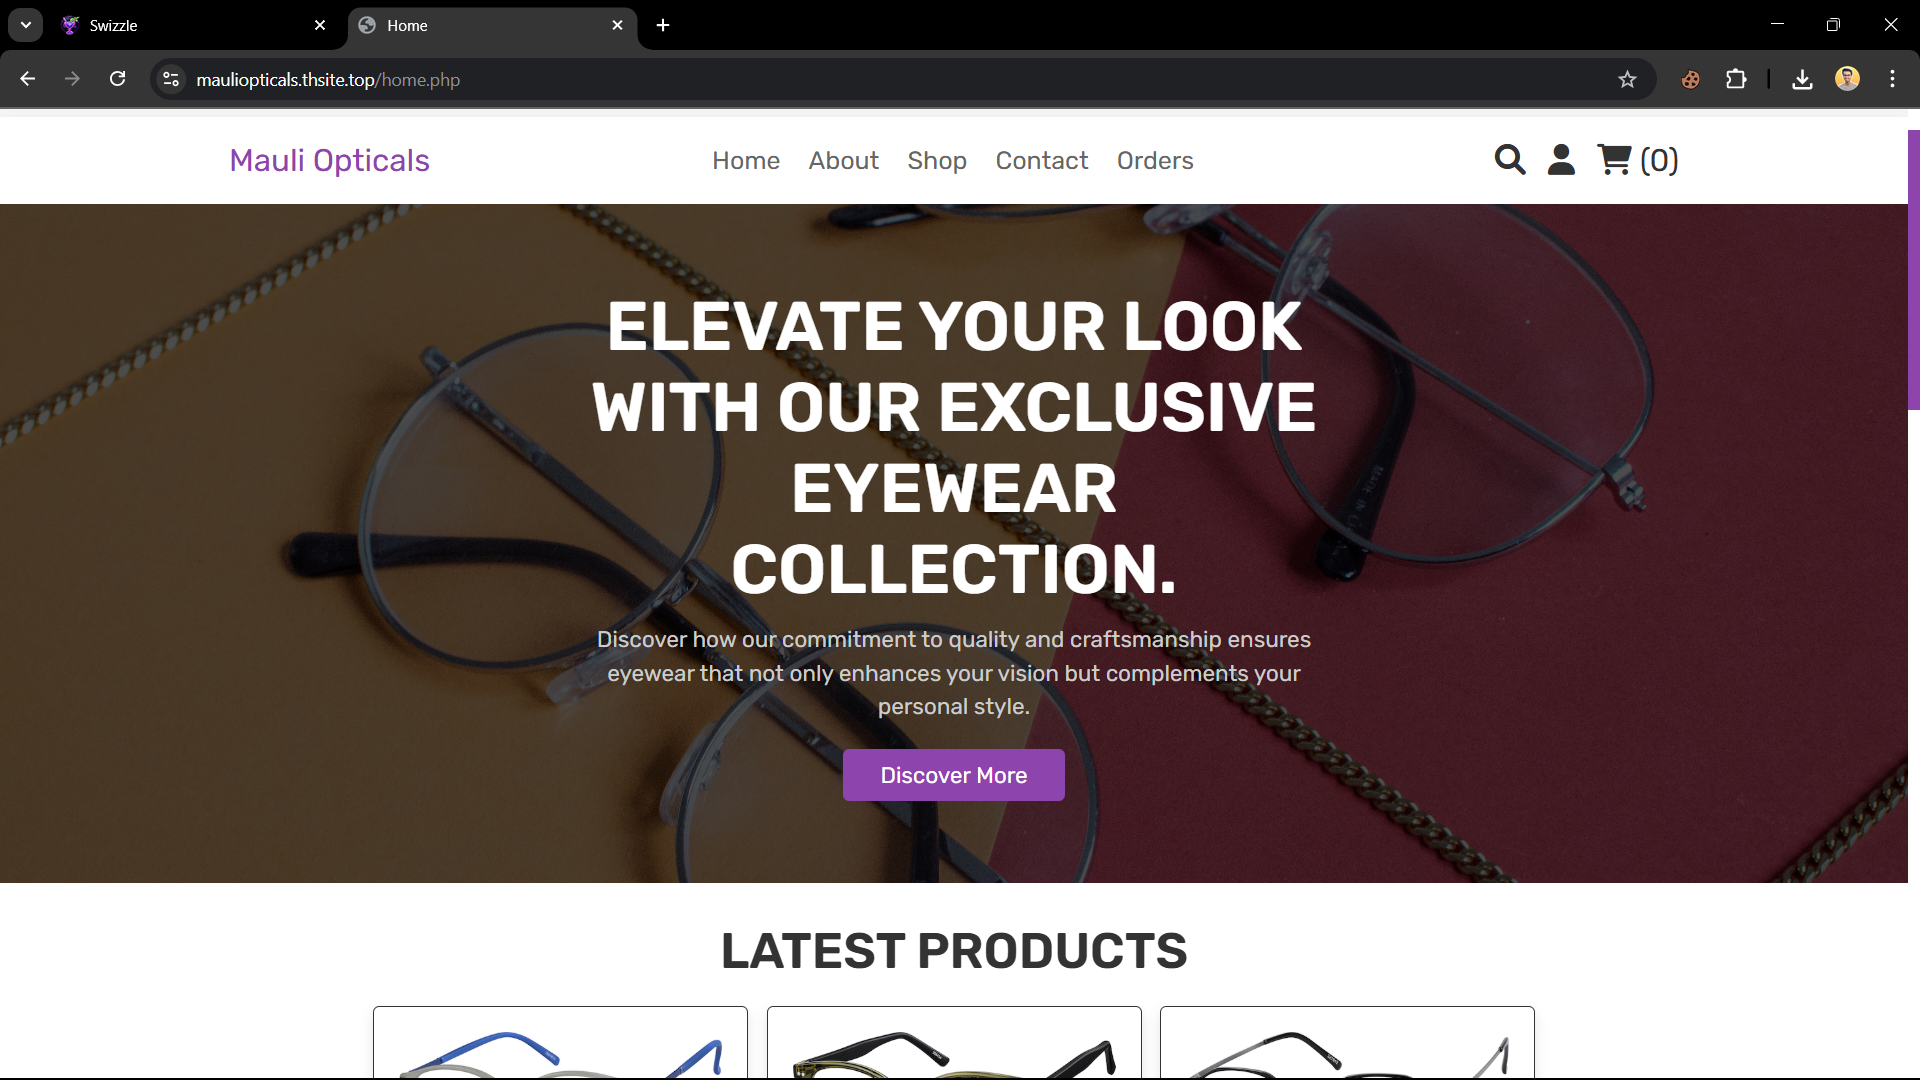 Swizzle
Home
mauliopticals.thsite.top/home.php
Mauli Opticals
Home About Shop Contact Orders
(0)
ELEVATE YOUR LOOK
WITH OUR EXCLUSIVE
EYEWEAR
COLLECTION.
Discover how our commitment to quality and craftsmanship ensures
eyewear that not only enhances your vision but complements your
personal style.
Discover More
LATEST PRODUCTS